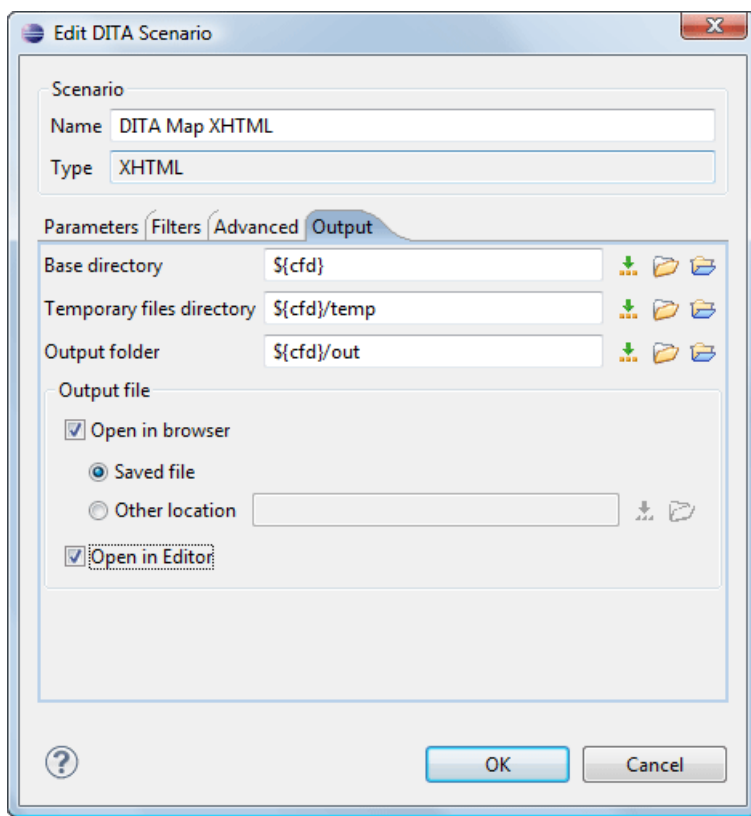 Edit DITA Scenario
Scenario
Name DITA Map XHTML
Type XHTML
Parameters Filters Advanced Output
Base directory ${cfd}
Temporary files directory ${cfd}/temp
Output folder ${cfd}/out
Output file
Open in browser
Saved file
Other location
Open in Editor
? OK Cancel